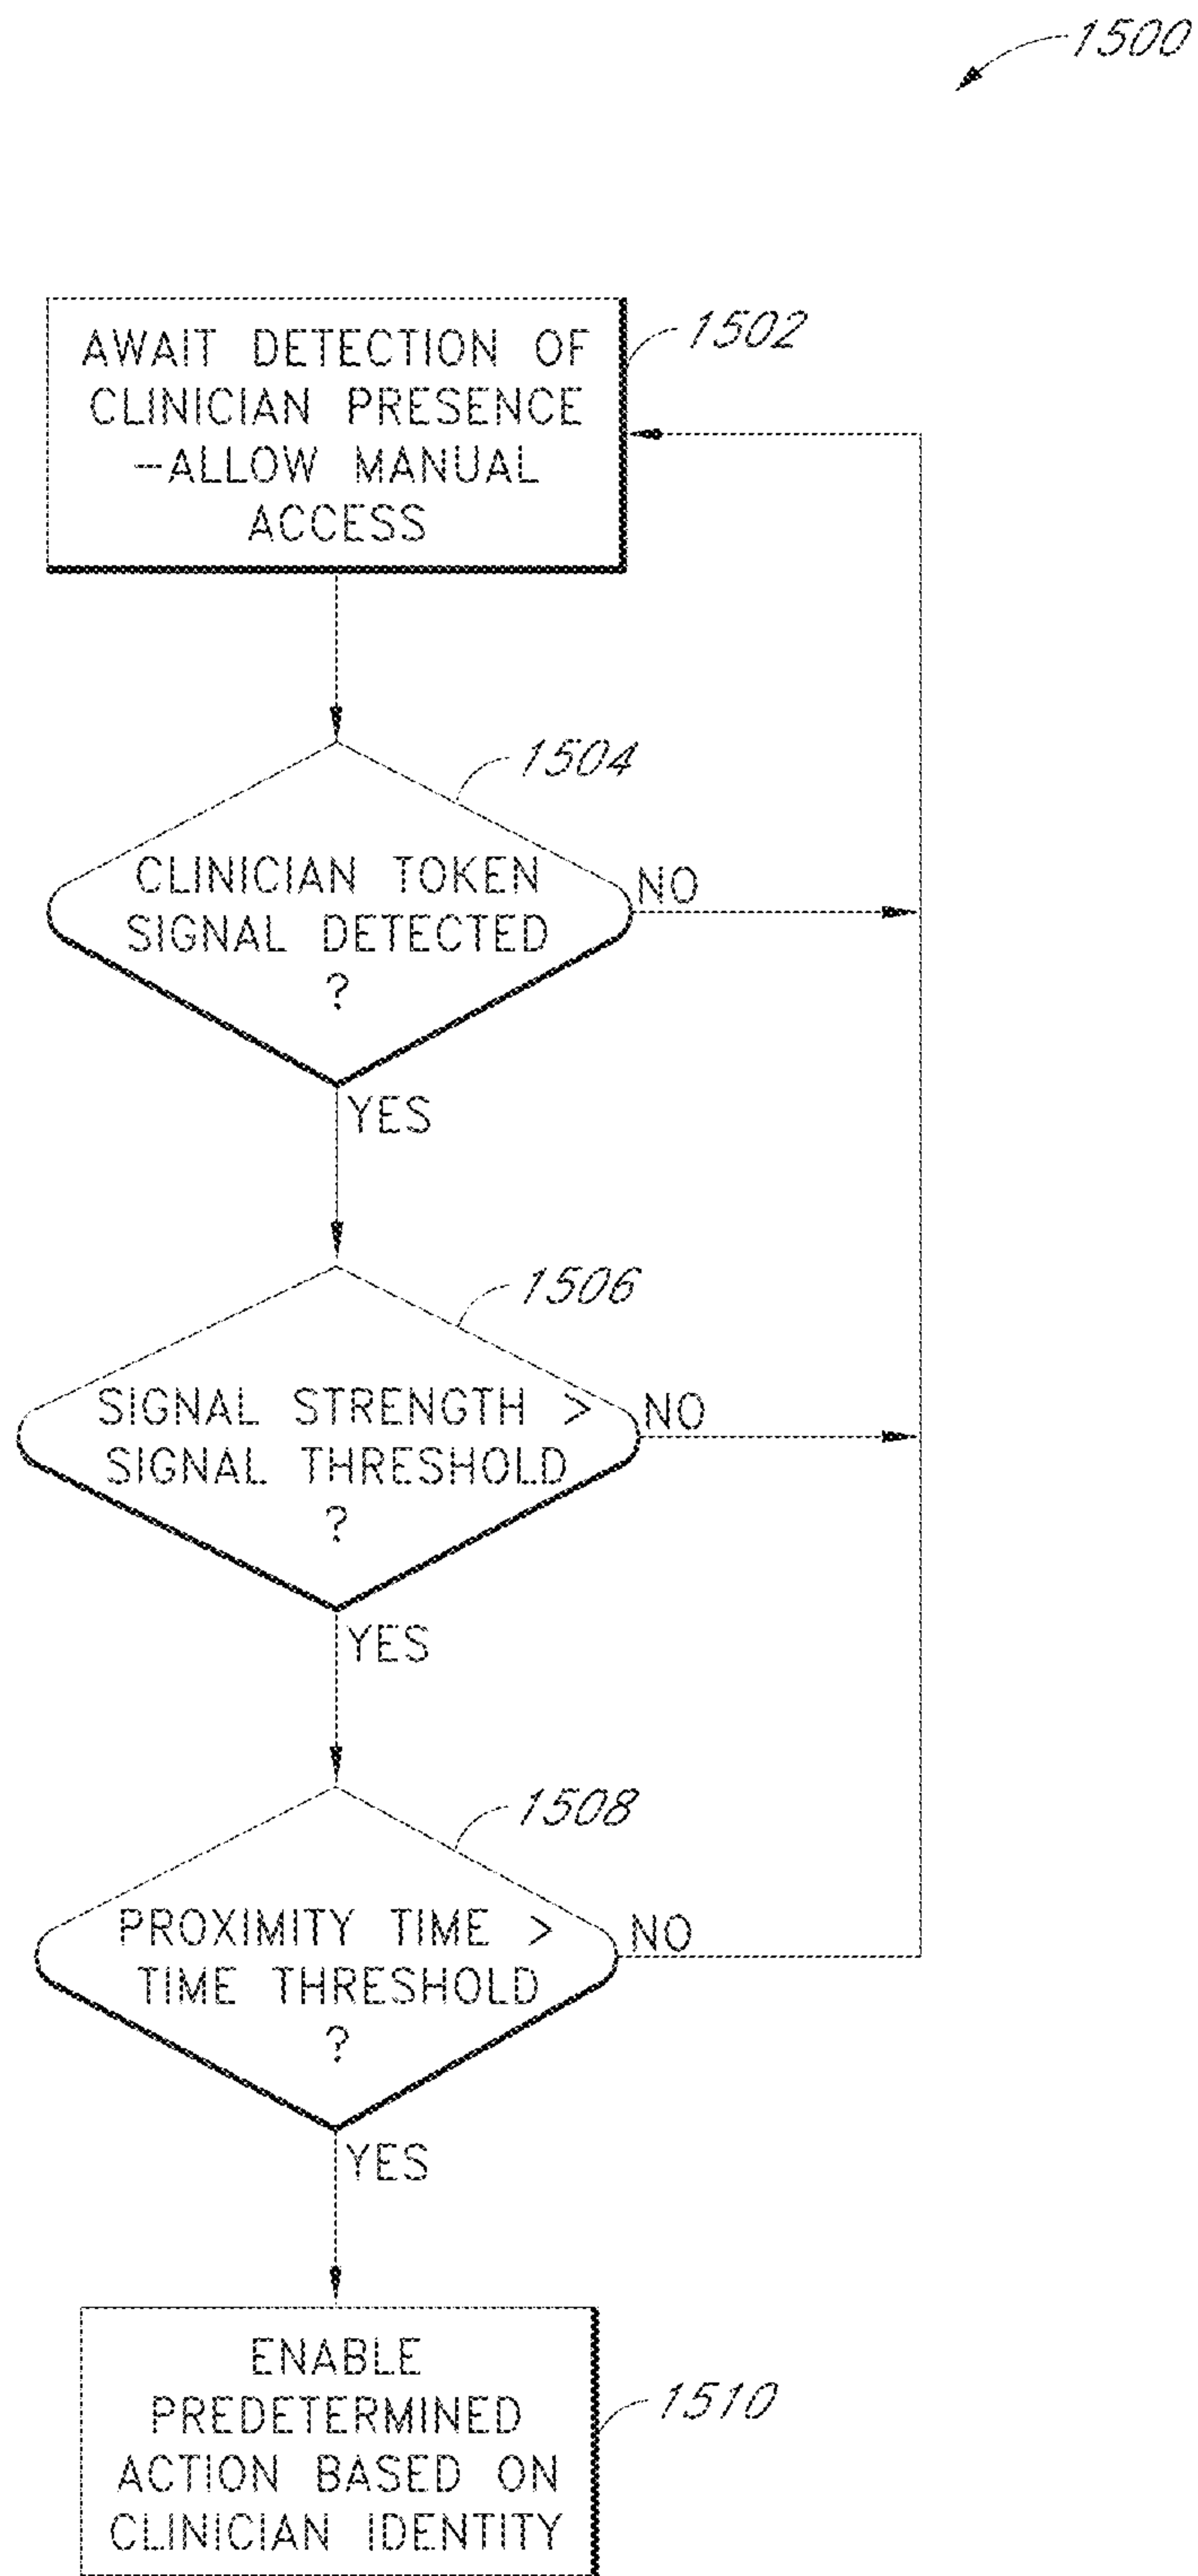 1500
1502
AWAIT DETECTION OF
CLINICIAN PRESENCE
-ALLOW MANUAL
ACCESS
1504
CLINICIAN TOKEN
SIGNAL DETECTED
?
NO
YES
1506
SIGNAL STRENGTH >
SIGNAL THRESHOLD
?
NO
YES
1508
PROXIMITY TIME >
TIME THRESHOLD
?
NO
YES
ENABLE
PREDETERMINED
ACTION BASED ON
CLINICIAN IDENTITY
1510